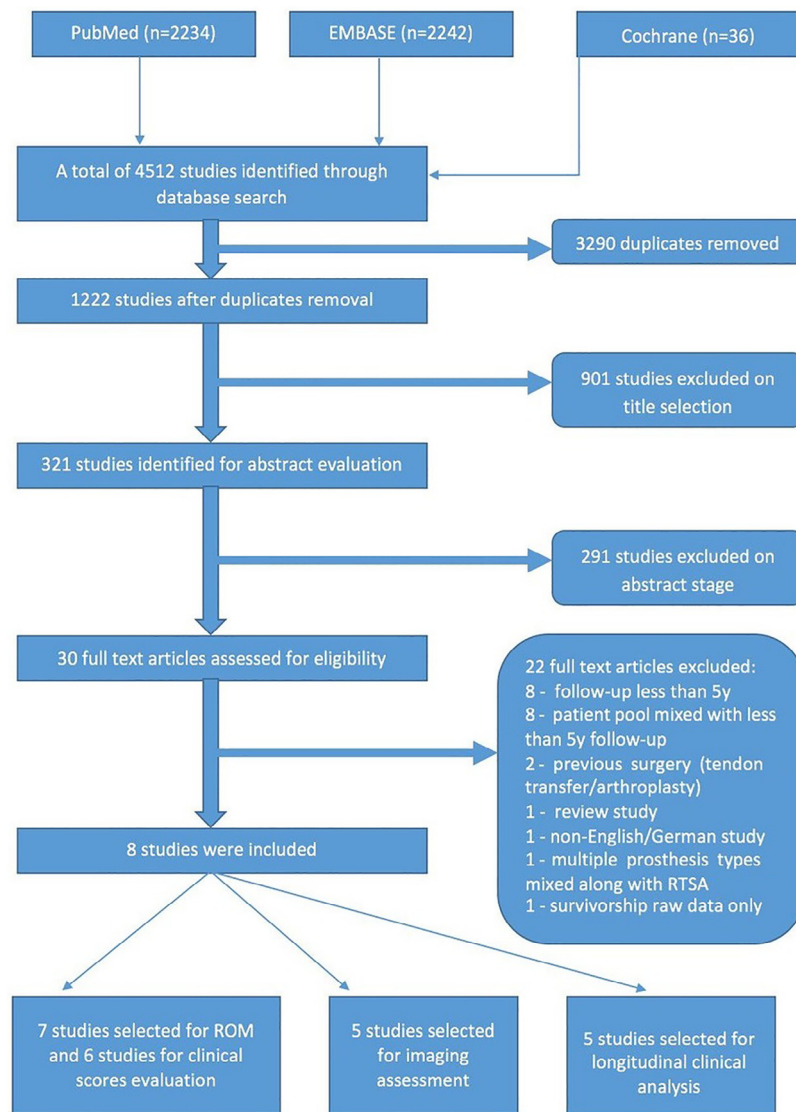 PubMed (n=2234)
EMBASE (n=2242)
Cochrane (n=36)
A total of 4512 studies identified through
database search
3290 duplicates removed
1222 studies after duplicates removal
901 studies excluded on
title selection
321 studies identified for abstract evaluation
291 studies excluded on
abstract stage
30 full text articles assessed for eligibility
22 full text articles excluded:
8 - follow-up less than 5y
8 - patient pool mixed with less
than 5y follow-up
2 - previous surgery (tendon
transfer/arthroplasty)
1 - review study
1 - non-English/German study
1 - multiple prosthesis types
mixed along with RTSA
1 - survivorship raw data only
8 studies were included
7 studies selected for ROM
and 6 studies for clinical
scores evaluation
5 studies selected
for imaging
assessment
5 studies selected for
longitudinal clinical
analysis